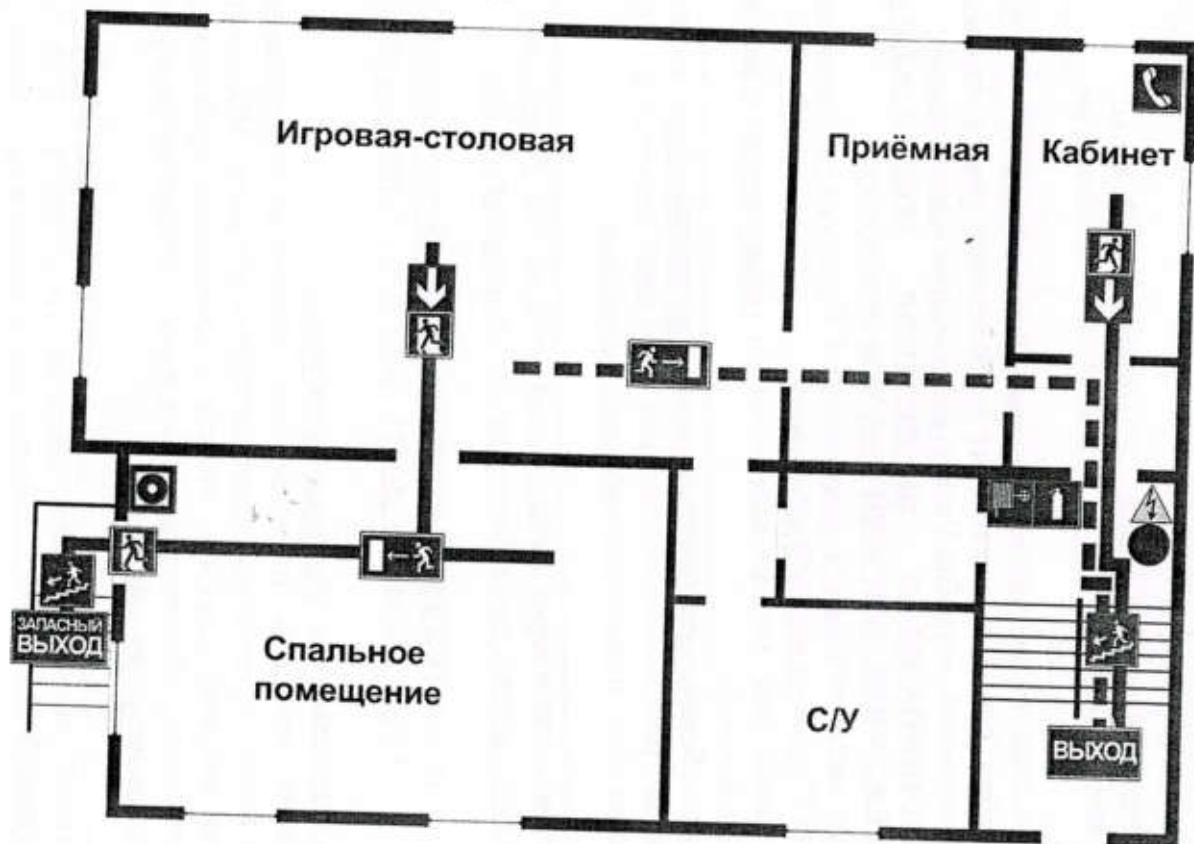 Игровая-столовая
Приёмная
Кабинет
ЗАПАСНЫЙ
ВЫХОД
Спальное
помещение
С/У
ВЫХОД